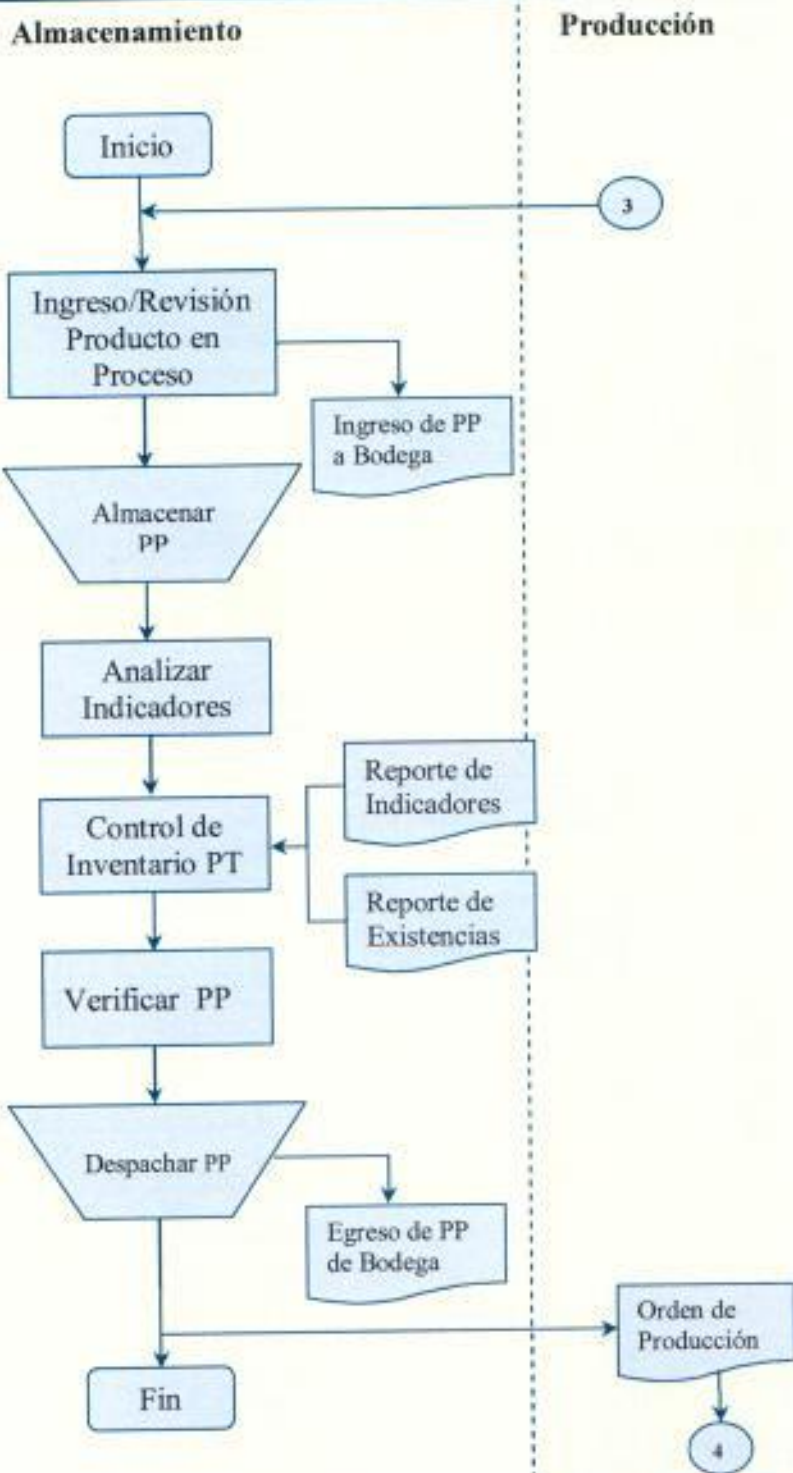 Almacenamiento
Producción
Inicio
3
Ingreso/Revisión
Producto en
Proceso
Ingreso de PP
a Bodega
Almacenar
PP
Analizar
Indicadores
Reporte de
Indicadores
Control de
Inventario PT
Reporte de
Existencias
Verificar PP
Despachar PP
Egreso de PP
de Bodega
Orden de
Producción
Fin
4